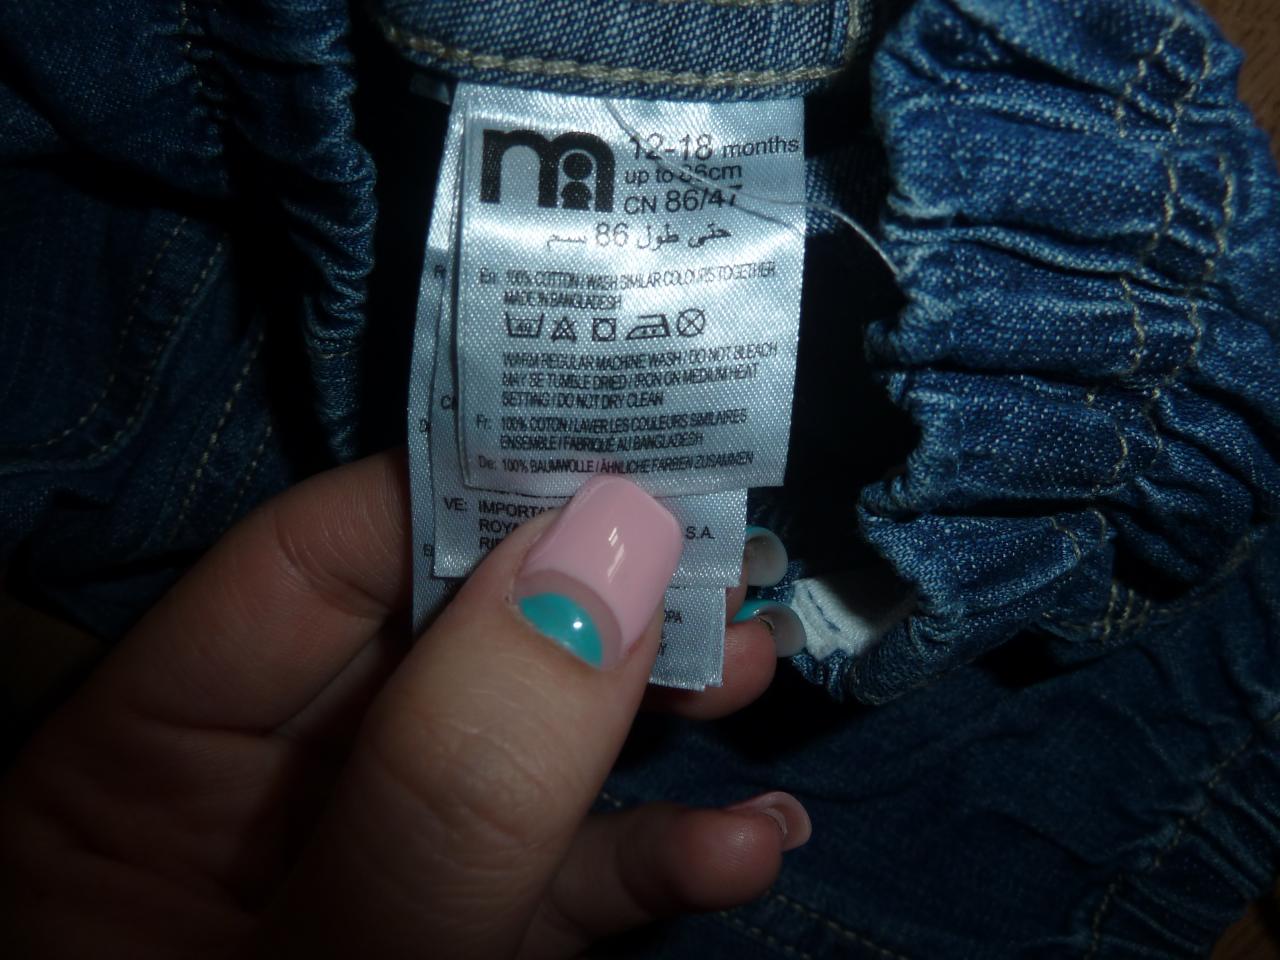 12-18 months
up to 86cm
CN 86/47
حتى طول 86 سم
En: 100% COTTON / WASH SIMILAR COLOURS TOGETHER
MADE IN BANGLADESH
WARM REGULAR MACHINE WASH / DO NOT BLEACH
MAY BE TUMBLE DRIED / IRON ON MEDIUM HEAT
SETTING / DO NOT DRY CLEAN
Fr: 100% COTON / LAVER LES COULEURS SIMILAIRES
ENSEMBLE / FABRIQUÉ AU BANGLADESH
De: 100% BAUMWOLLE / ÄHNLICHE FARBEN ZUSAMMEN
VE:
S.A.